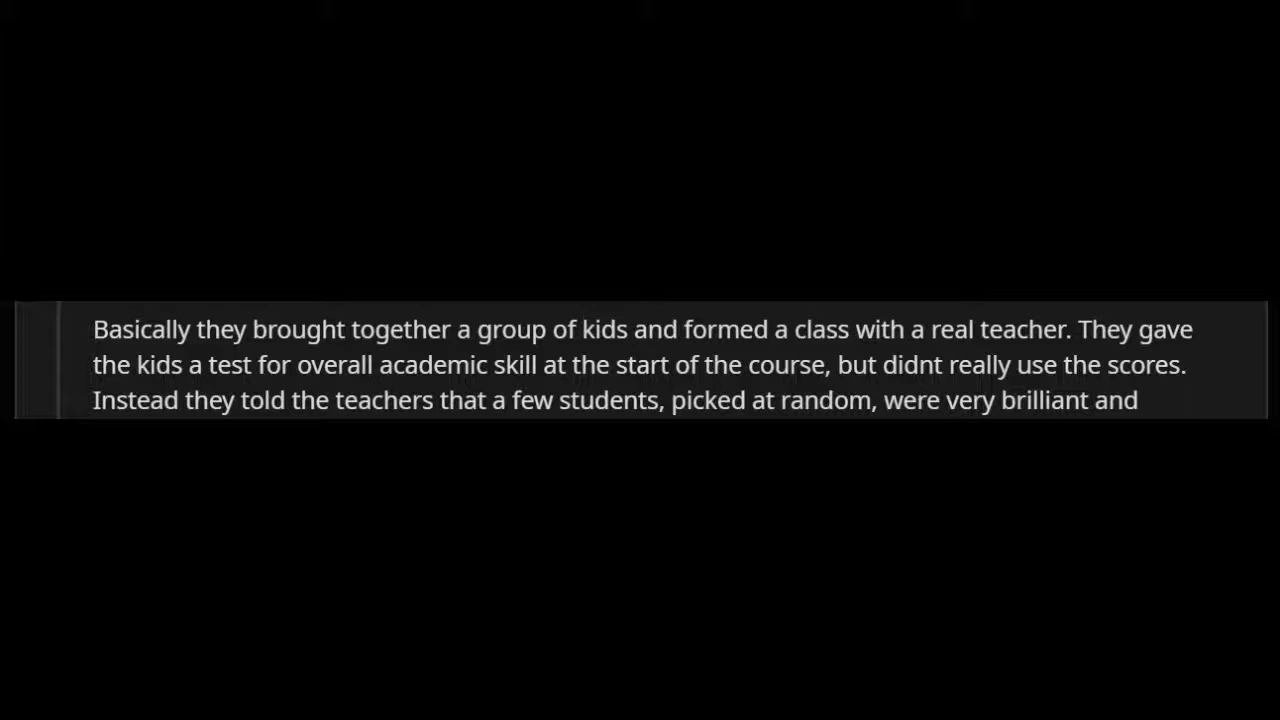 Basically they brought together a group of kids and formed a class with a real teacher. They gave
the kids a test for overall academic skill at the start of the course, but didnt really use the scores.
Instead they told the teachers that a few students, picked at random, were very brilliant and